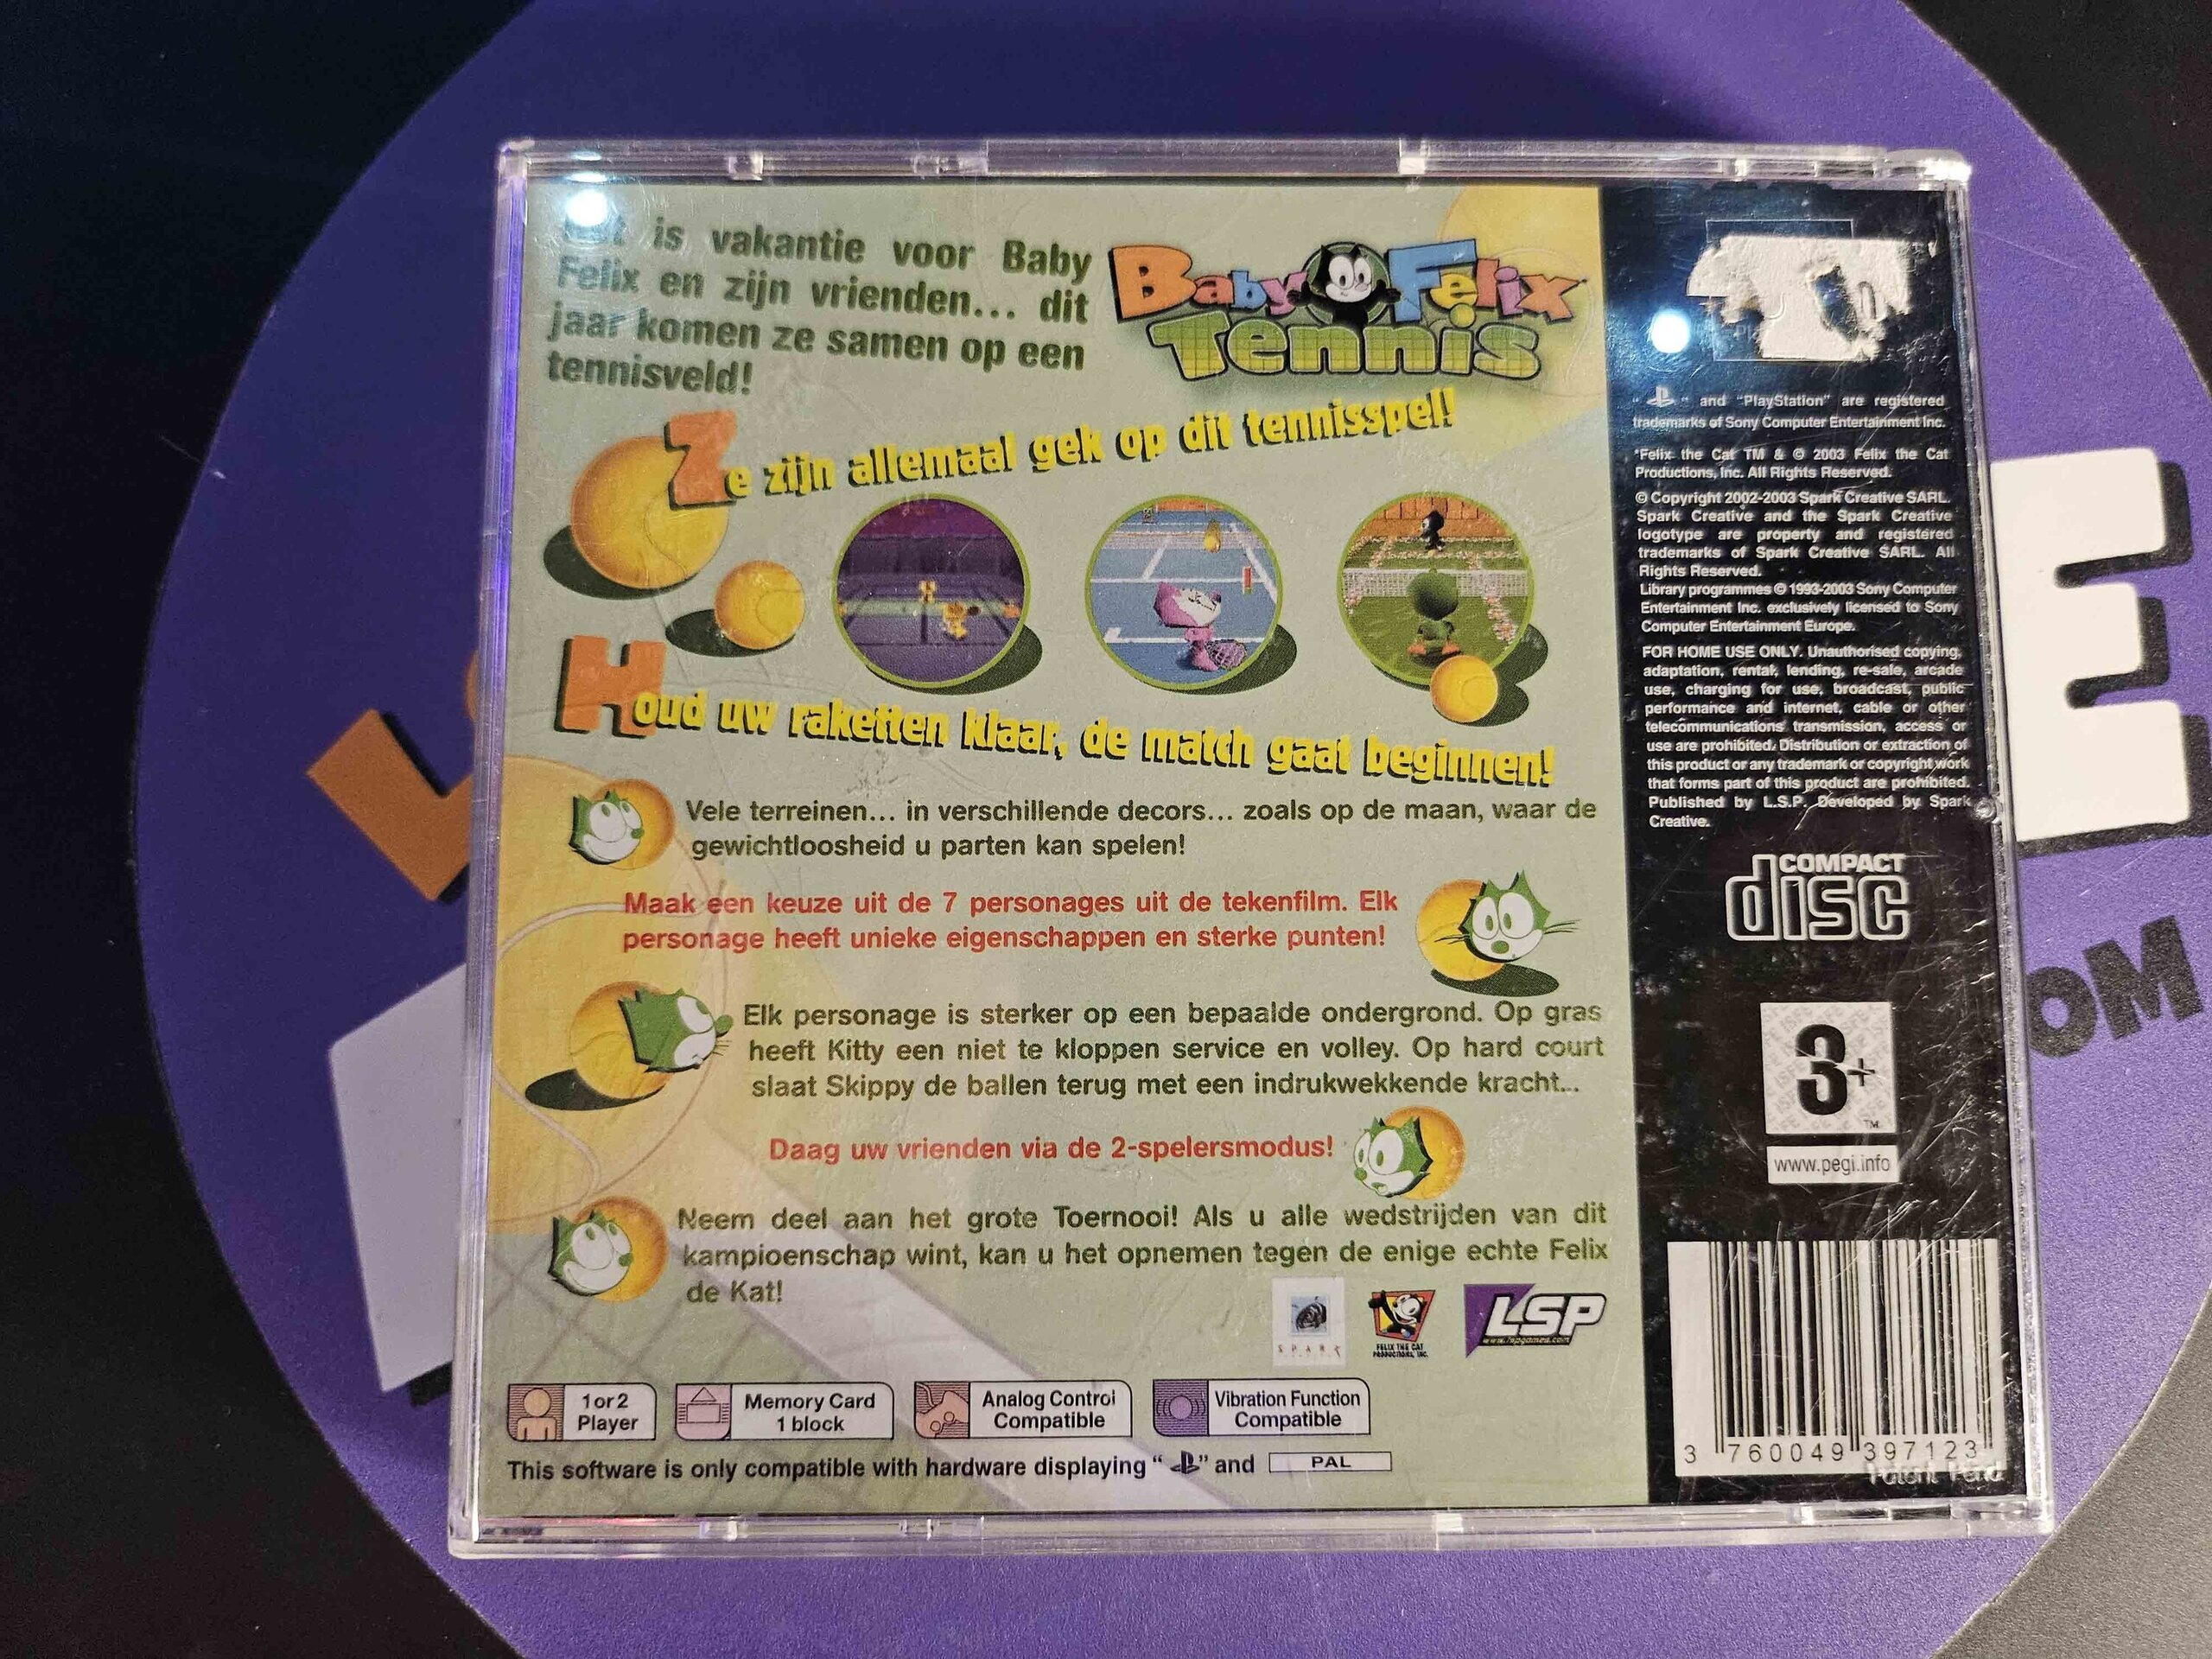 is vakantie voor Baby
Felix en zijn vrienden... dit
jaar komen ze samen op een
tennisveld!
Baby Felix
Tennis
Ze zijn allemaal gek op dit tennisspel!
Houd uw raketten klaar, de match gaat beginnen!
Vele terreinen... in verschillende decors... zoals op de maan, waar de
gewichtloosheid u parten kan spelen!
Maak een keuze uit de 7 personages uit de tekenfilm. Elk
personage heeft unieke eigenschappen en sterke punten!
Elk personage is sterker op een bepaalde ondergrond. Op gras
heeft Kitty een niet te kloppen service en volley. Op hard court
slaat Skippy de ballen terug met een indrukwekkende kracht...
Daag uw vrienden via de 2-spelersmodus!
Neem deel aan het grote Toernooi! Als u alle wedstrijden van dit
kampioenschap wint, kan u het opnemen tegen de enige echte Felix
de Kat!
SPARK
FELIX THE CAT
PRODUCTIONS, INC.
LSP
www.lspgames.com
1 or 2
Player
Memory Card
1 block
Analog Control
Compatible
Vibration Function
Compatible
This software is only compatible with hardware displaying " " and PAL
" " and "PlayStation" are registered
trademarks of Sony Computer Entertainment Inc.
*Felix the Cat TM & © 2003 Felix the Cat
Productions, Inc. All Rights Reserved.
© Copyright 2002-2003 Spark Creative SARL.
Spark Creative and the Spark Creative
logotype are property and registered
trademarks of Spark Creative SARL. All
Rights Reserved.
Library programmes © 1993-2003 Sony Computer
Entertainment Inc. exclusively licensed to Sony
Computer Entertainment Europe.
FOR HOME USE ONLY. Unauthorised copying,
adaptation, rental, lending, re-sale, arcade
use, charging for use, broadcast, public
performance and internet, cable or other
telecommunications transmission, access or
use are prohibited. Distribution or extraction of
this product or any trademark or copyright work
that forms part of this product are prohibited.
Published by L.S.P. Developed by Spark
Creative.
COMPACT
disc
3+
TM
www.pegi.info
3 760049 397123
Patent Pend
E
OM